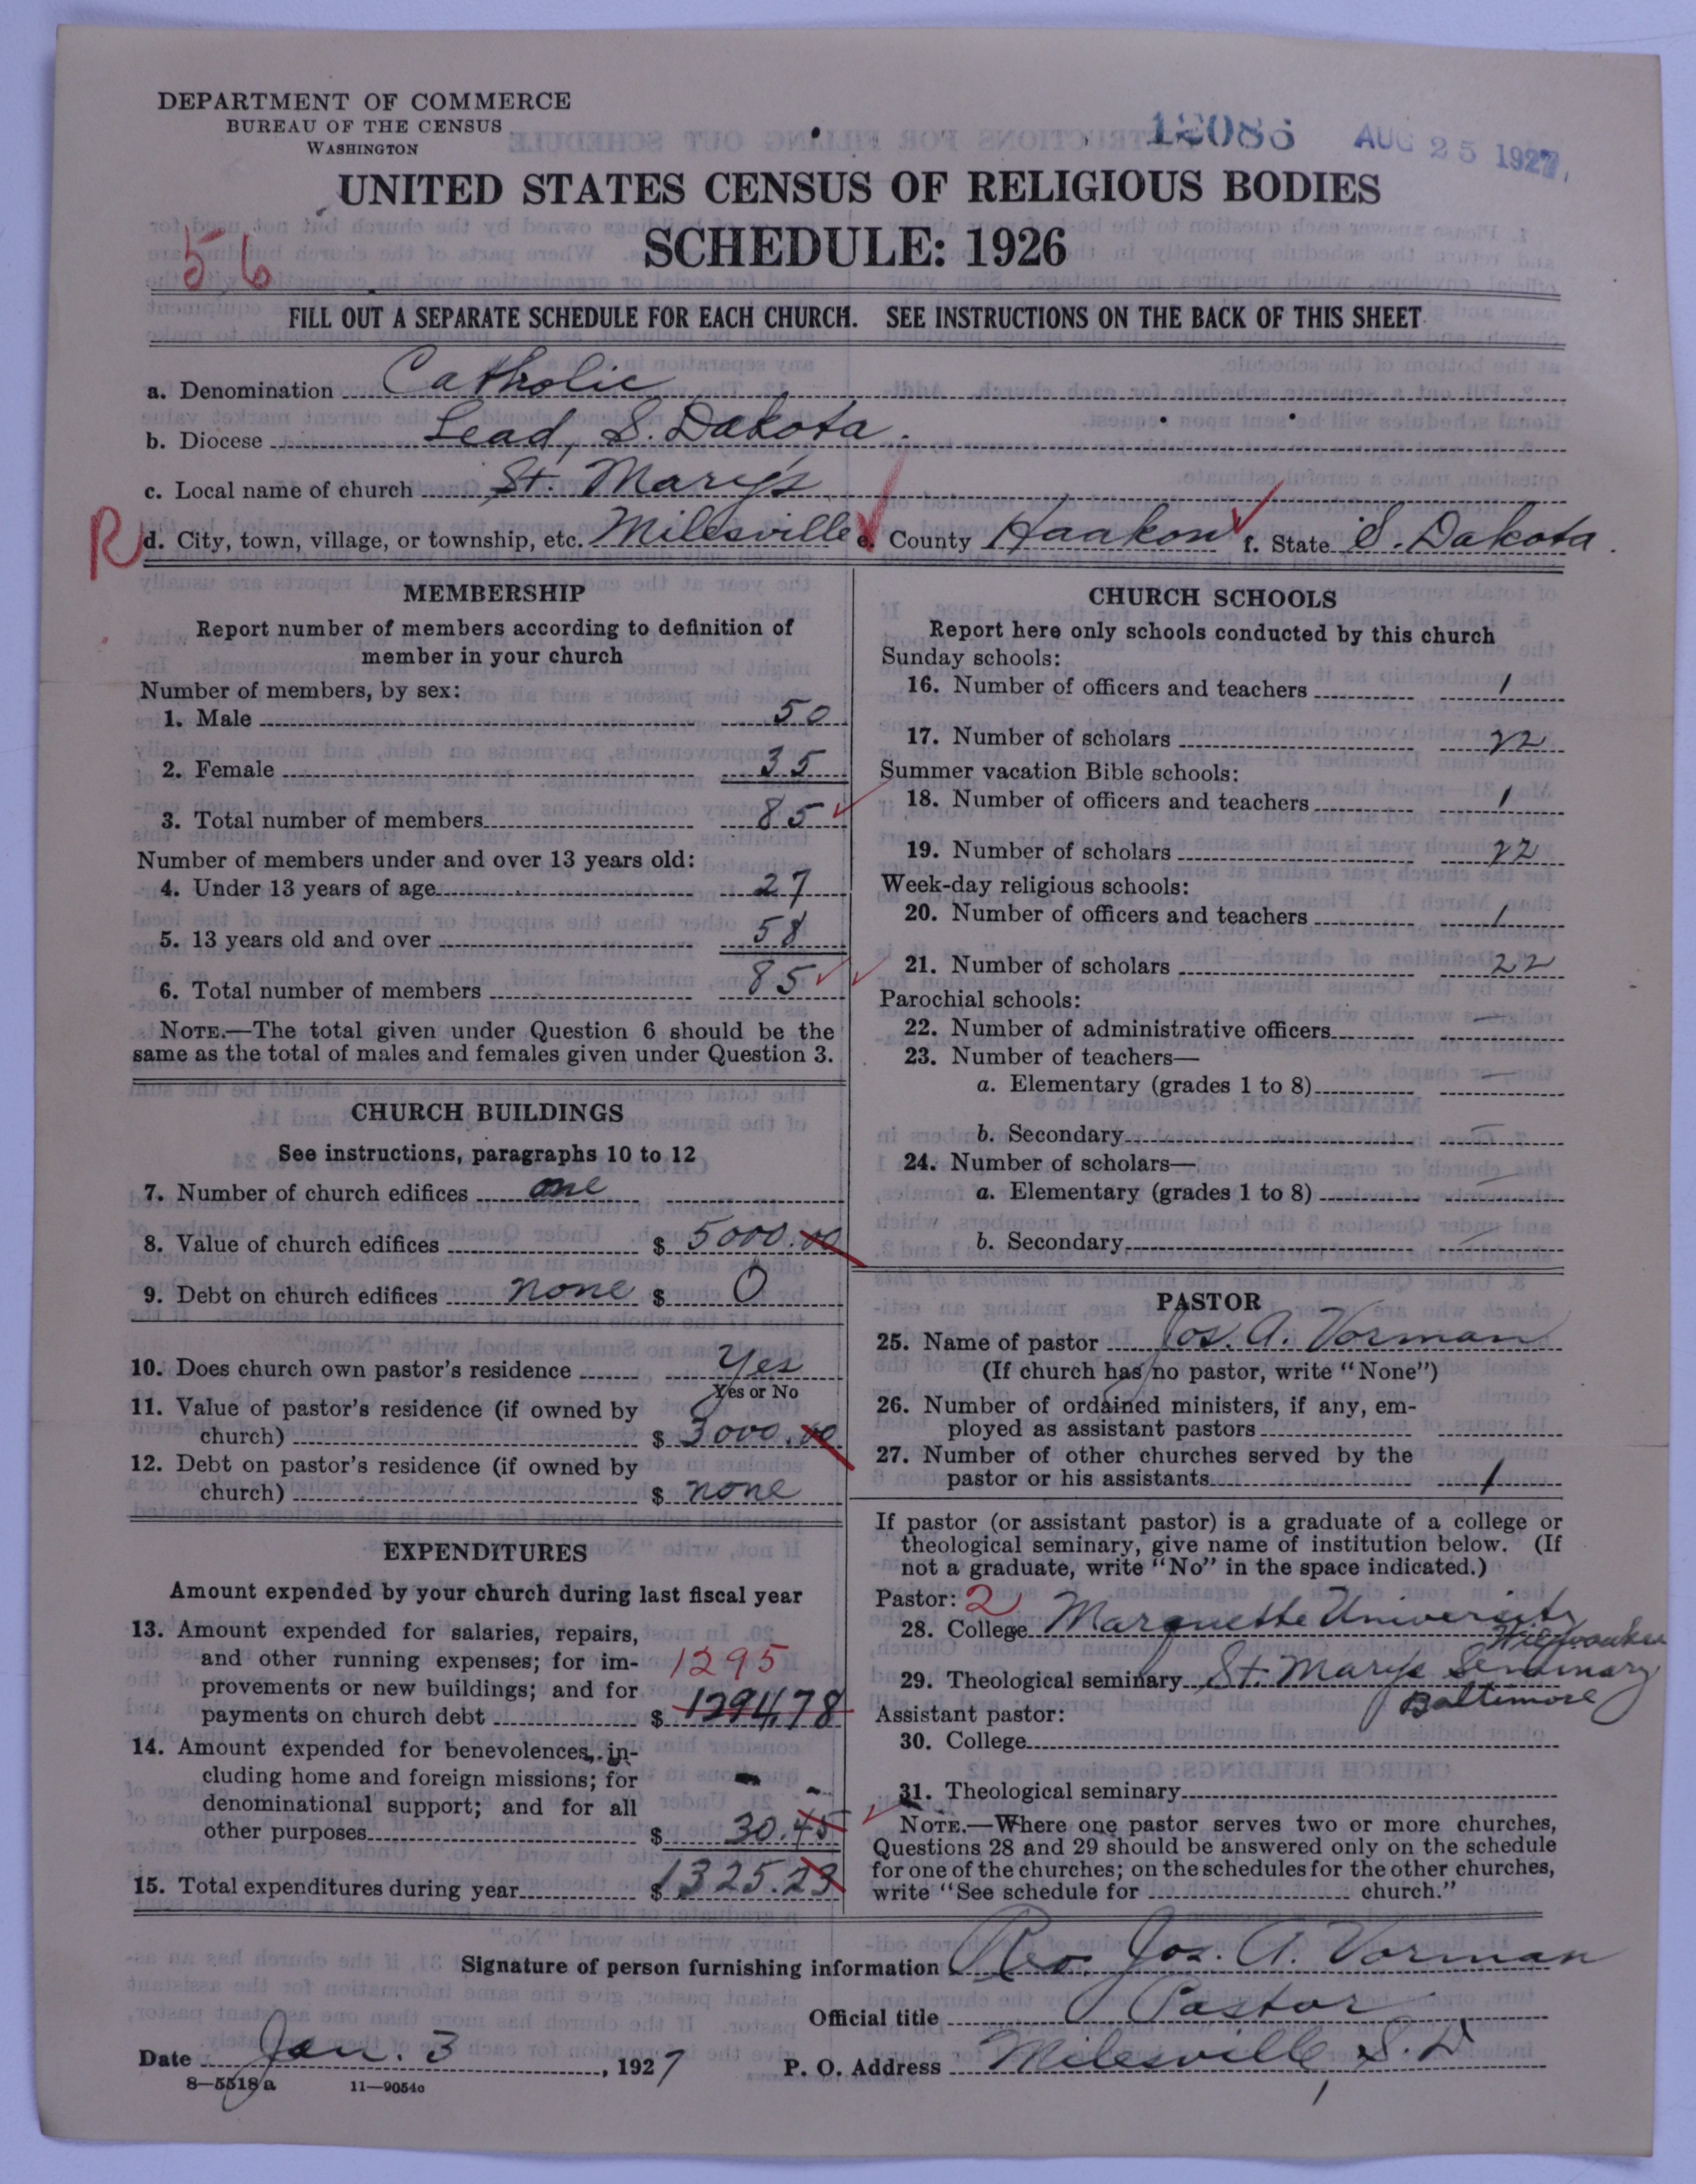 DEPARTMENT OF COMMERCE
BUREAU OF THE CENSUS
WASHINGTON
12086 AUG 25 1927
UNITED STATES CENSUS OF RELIGIOUS BODIES
SCHEDULE: 1926
56
FILL OUT A SEPARATE SCHEDULE FOR EACH CHURCH. SEE INSTRUCTIONS ON THE BACK OF THIS SHEET
a. Denomination Catholic
b. Diocese Lead, S. Dakota.
c. Local name of church St. Mary's
R d. City, town, village, or township, etc. Milesville e. County Haakon f. State S. Dakota.
MEMBERSHIP
Report number of members according to definition of
member in your church
Number of members, by sex:
1. Male 50
2. Female 35
3. Total number of members 85
Number of members under and over 13 years old:
4. Under 13 years of age 27
5. 13 years old and over 58
6. Total number of members 85
NOTE.—The total given under Question 6 should be the
same as the total of males and females given under Question 3.
CHURCH BUILDINGS
See instructions, paragraphs 10 to 12
7. Number of church edifices one
8. Value of church edifices $ 5000.00
9. Debt on church edifices none $ 0
10. Does church own pastor's residence Yes
Yes or No
11. Value of pastor's residence (if owned by
church) $ 3000.00
12. Debt on pastor's residence (if owned by
church) $ none
EXPENDITURES
Amount expended by your church during last fiscal year
13. Amount expended for salaries, repairs,
and other running expenses; for im-
provements or new buildings; and for 1295
payments on church debt $ 1294.78
14. Amount expended for benevolences, in-
cluding home and foreign missions; for
denominational support; and for all
other purposes $ 30.45
15. Total expenditures during year $ 1325.23
CHURCH SCHOOLS
Report here only schools conducted by this church
Sunday schools:
16. Number of officers and teachers 1
17. Number of scholars 22
Summer vacation Bible schools:
18. Number of officers and teachers 1
19. Number of scholars 22
Week-day religious schools:
20. Number of officers and teachers 1
21. Number of scholars 22
Parochial schools:
22. Number of administrative officers —
23. Number of teachers—
a. Elementary (grades 1 to 8) —
b. Secondary —
24. Number of scholars—
a. Elementary (grades 1 to 8) —
b. Secondary —
PASTOR
25. Name of pastor Jos. A. Vorman
(If church has no pastor, write "None")
26. Number of ordained ministers, if any, em-
ployed as assistant pastors
27. Number of other churches served by the
pastor or his assistants 1
If pastor (or assistant pastor) is a graduate of a college or
theological seminary, give name of institution below. (If
not a graduate, write "No" in the space indicated.)
Pastor: 2
28. College Marquette University
Milwaukee
29. Theological seminary St. Mary's Seminary
Baltimore
Assistant pastor:
30. College
31. Theological seminary
NOTE.—Where one pastor serves two or more churches,
Questions 28 and 29 should be answered only on the schedule
for one of the churches; on the schedules for the other churches,
write "See schedule for church."
Signature of person furnishing information Rev. Jos. A. Vorman
Official title Pastor
Date Jan. 3, 1927 P. O. Address Milesville, S. D
8—5518 a 11—9054a